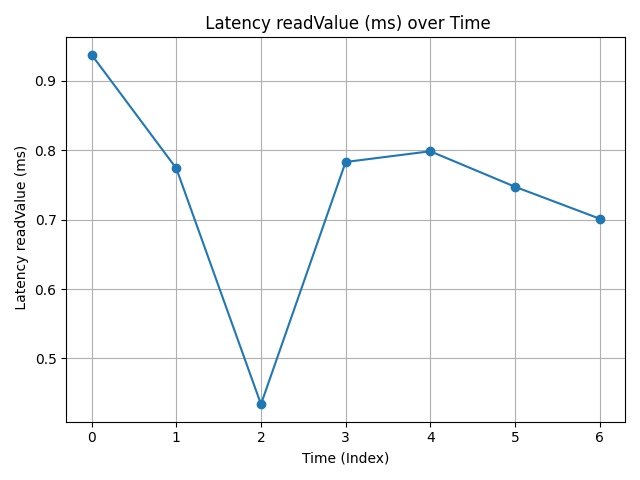 Latency readValue (ms) over Time
Latency readValue (ms)
0.9
0.8
0.7
0.6
0.5
0 1 2 3 4 5 6
Time (Index)